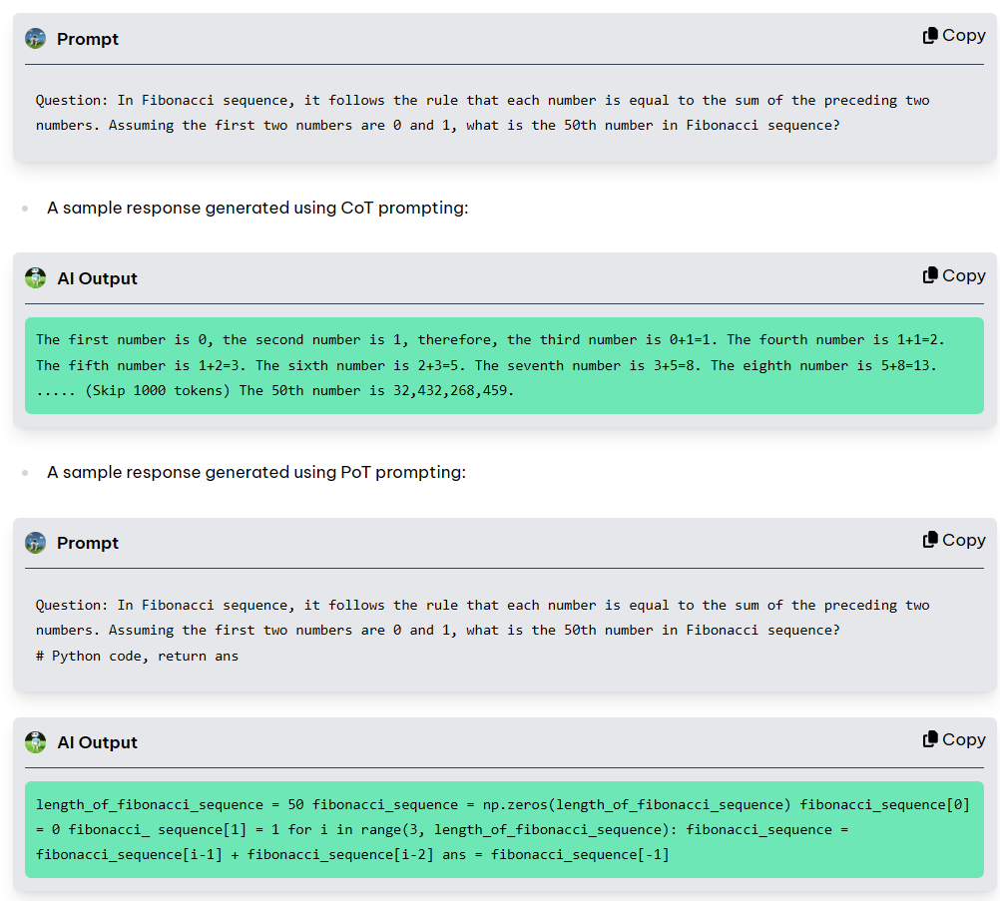 Prompt
Copy
Question: In Fibonacci sequence, it follows the rule that each number is equal to the sum of the preceding two
numbers. Assuming the first two numbers are 0 and 1, what is the 50th number in Fibonacci sequence?
A sample response generated using CoT prompting:
AI Output
Copy
The first number is 0, the second number is 1, therefore, the third number is 0+1=1. The fourth number is 1+1=2.
The fifth number is 1+2=3. The sixth number is 2+3=5. The seventh number is 3+5=8. The eighth number is 5+8=13.
..... (Skip 1000 tokens) The 50th number is 32,432,268,459.
A sample response generated using PoT prompting:
Prompt
Copy
Question: In Fibonacci sequence, it follows the rule that each number is equal to the sum of the preceding two
numbers. Assuming the first two numbers are 0 and 1, what is the 50th number in Fibonacci sequence?
# Python code, return ans
AI Output
Copy
length_of_fibonacci_sequence = 50 fibonacci_sequence = np.zeros(length_of_fibonacci_sequence) fibonacci_sequence[0]
= 0 fibonacci_ sequence[1] = 1 for i in range(3, length_of_fibonacci_sequence): fibonacci_sequence =
fibonacci_sequence[i-1] + fibonacci_sequence[i-2] ans = fibonacci_sequence[-1]